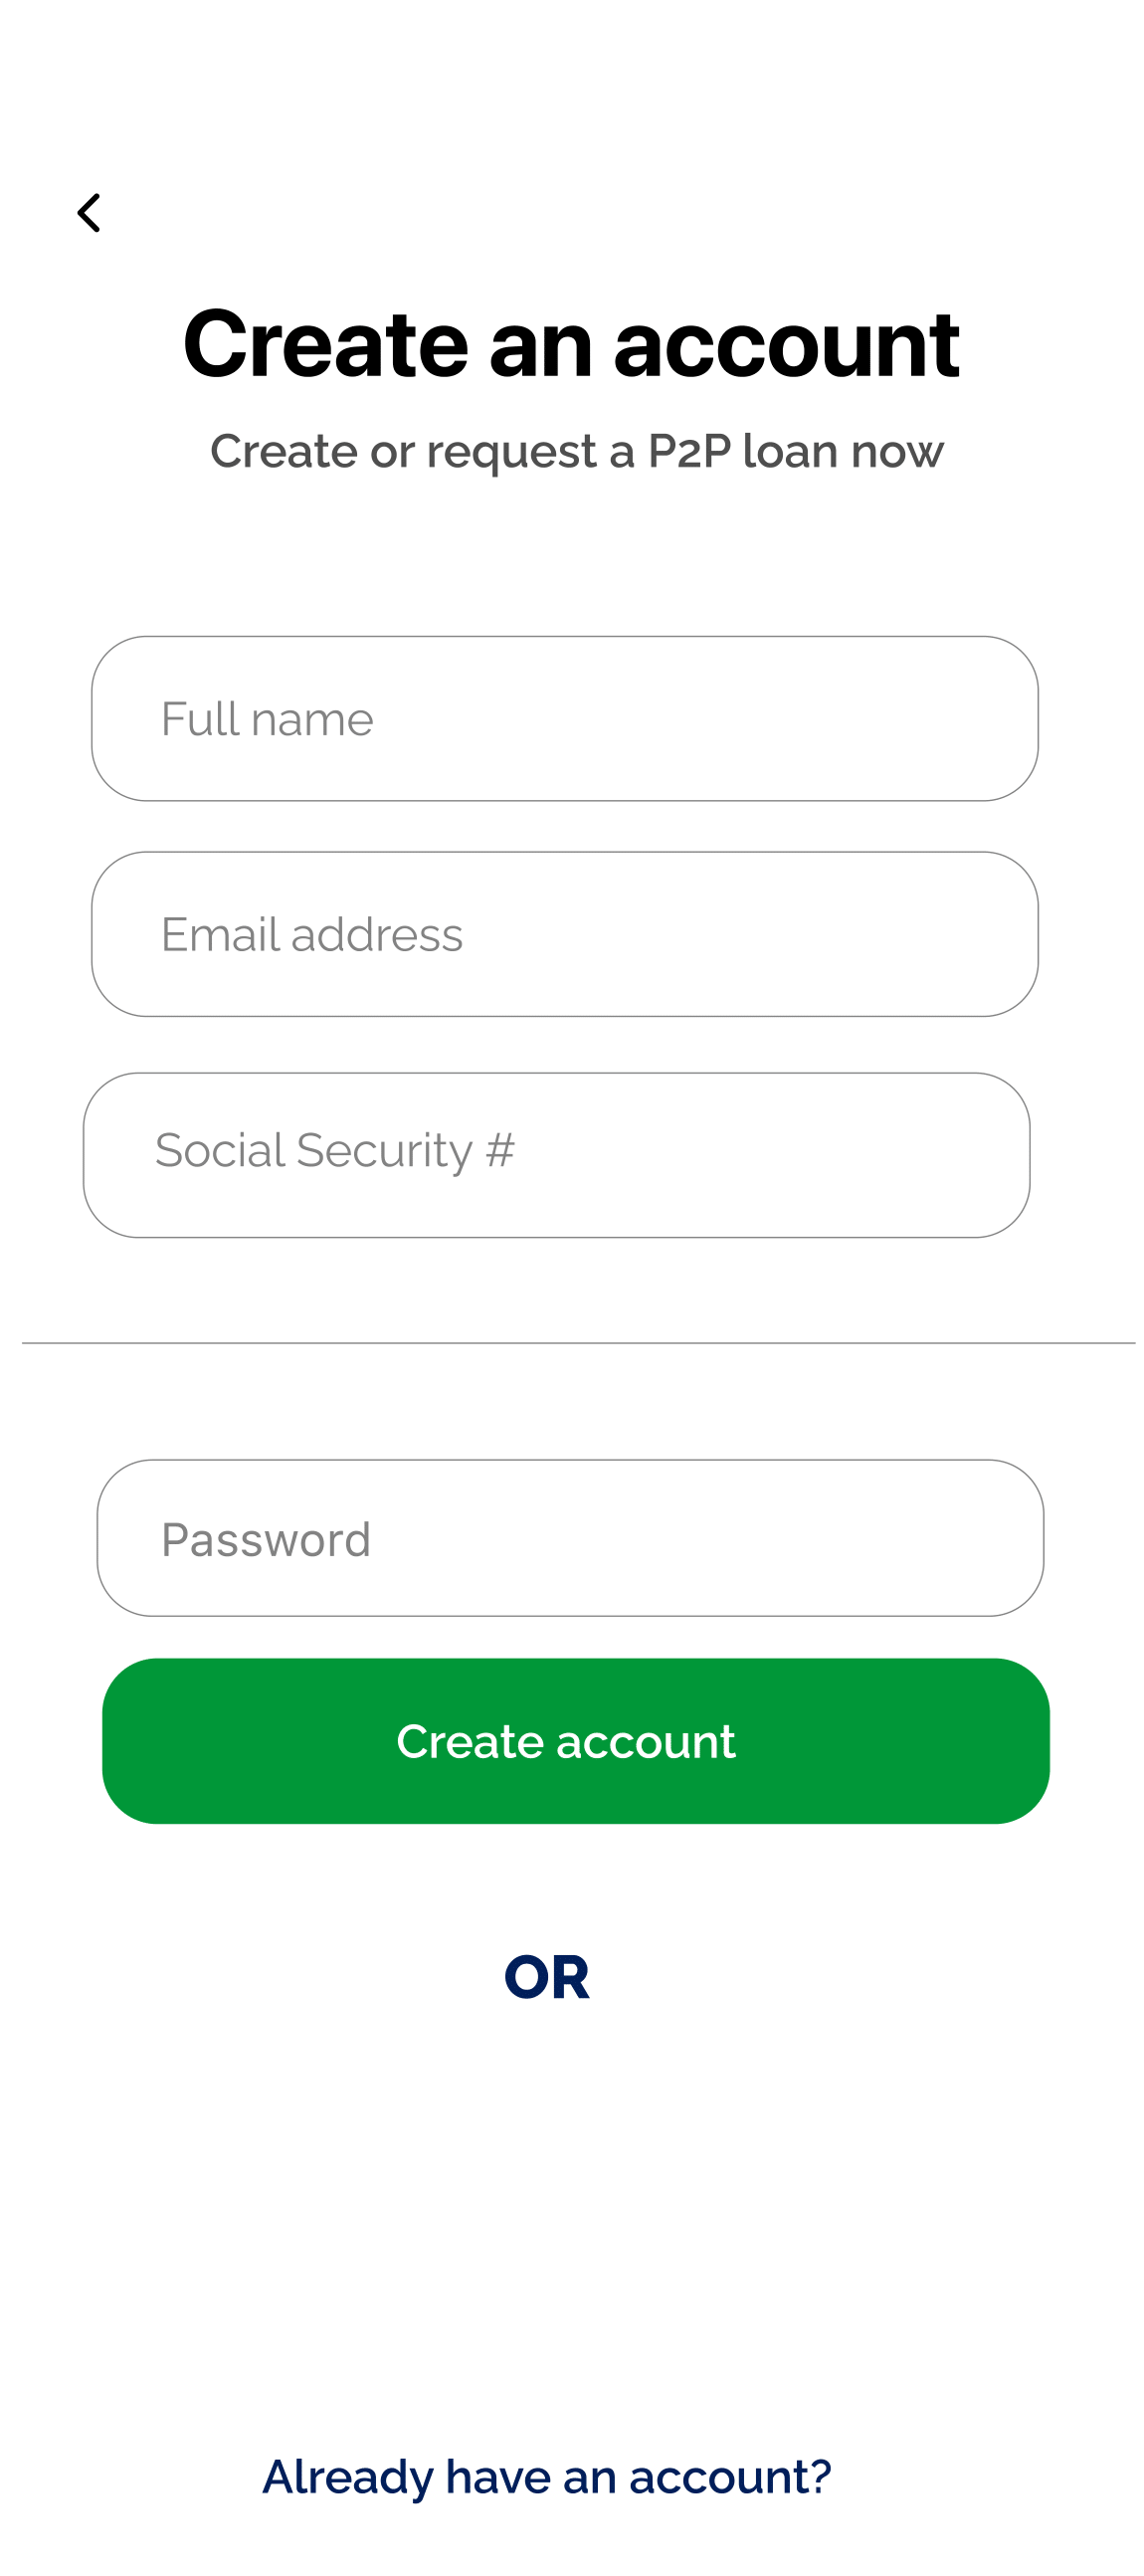 Create an account
Create or request a P2P loan now
Full name
Email address
Social Security #
Password
Create account
OR
Already have an account?